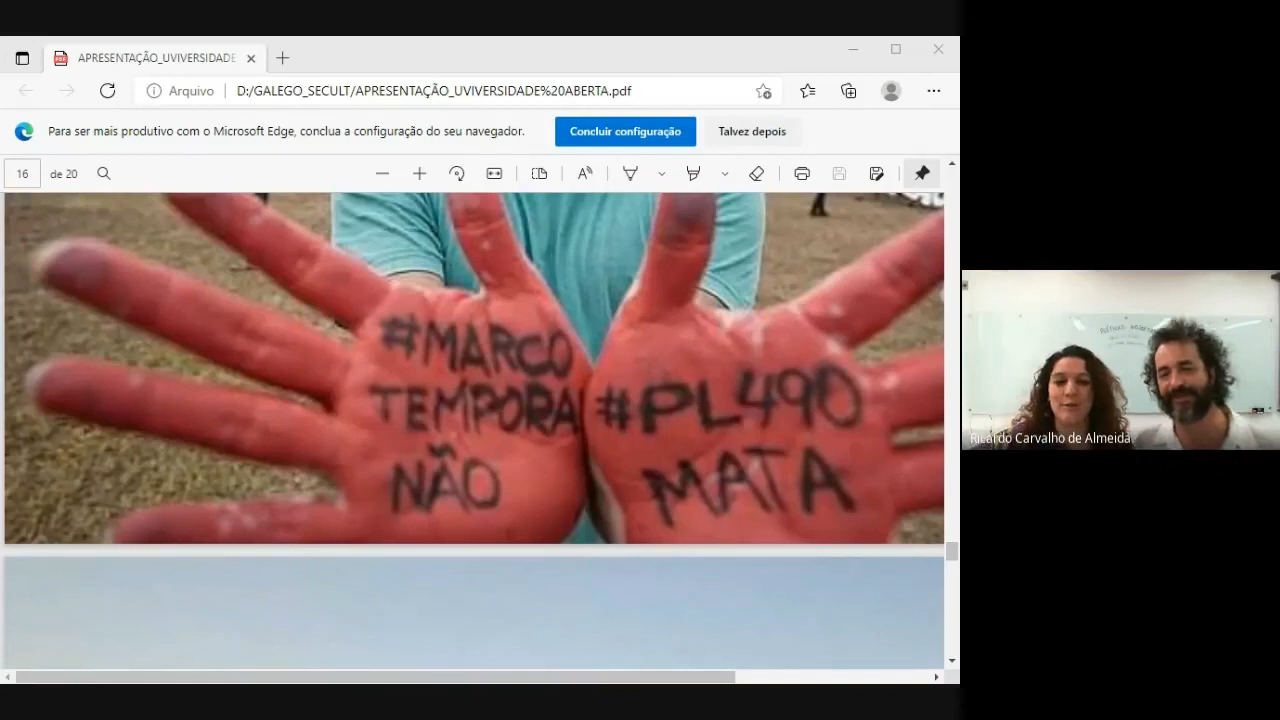 APRESENTAÇÃO_UVIVERSIDADE
Arquivo
D:/GALEGO_SECULT/APRESENTAÇÃO_UVIVERSIDADE%20ABERTA.pdf
Para ser mais produtivo com o Microsoft Edge, conclua a configuração do seu navegador.
Concluir configuração
Talvez depois
16 de 20
#MARCO
TEMPORA
NÃO
#PL490
MATA
Ricardo Carvalho de Almeida